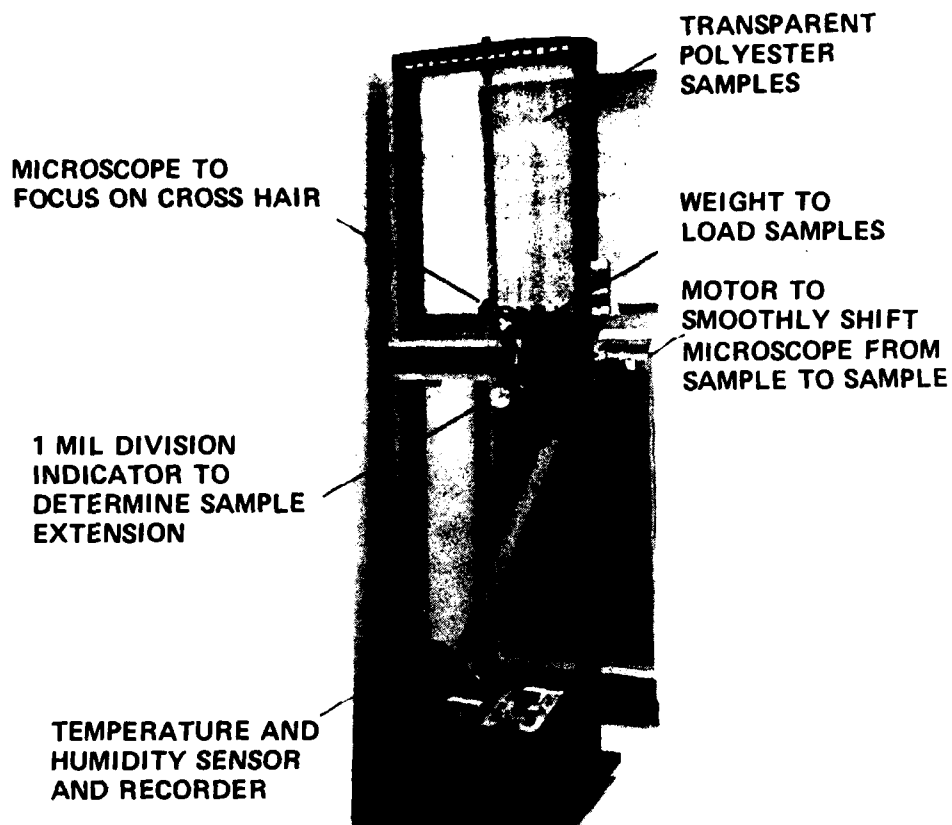 TRANSPARENT
POLYESTER
SAMPLES
MICROSCOPE TO
FOCUS ON CROSS HAIR
WEIGHT TO
LOAD SAMPLES
MOTOR TO
SMOOTHLY SHIFT
MICROSCOPE FROM
SAMPLE TO SAMPLE
1 MIL DIVISION
INDICATOR TO
DETERMINE SAMPLE
EXTENSION
TEMPERATURE AND
HUMIDITY SENSOR
AND RECORDER